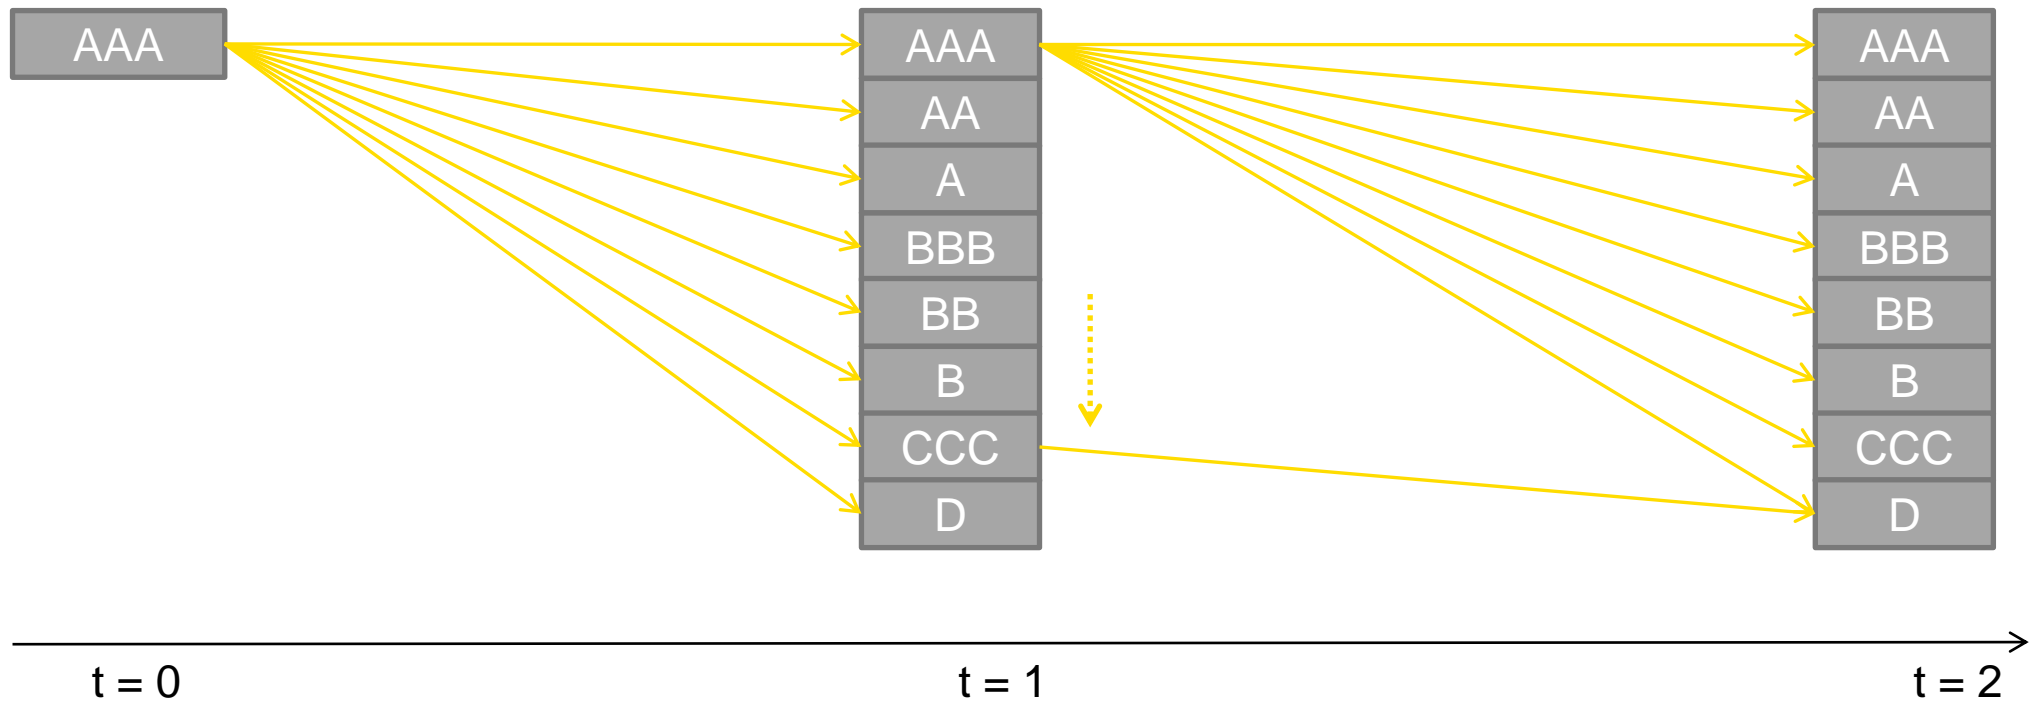 AAA
AAA
AA
A
BBB
BB
B
CCC
D
AAA
AA
A
BBB
BB
B
CCC
D
t = 0
t = 1
t = 2